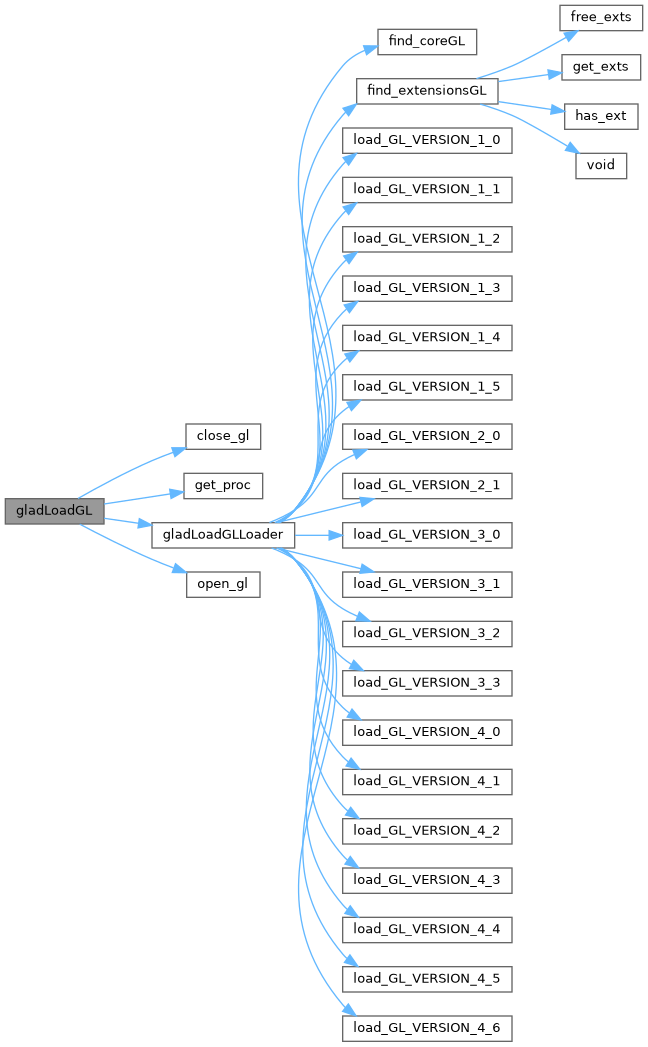 gladLoadGL
close_gl
get_proc
gladLoadGLLoader
open_gl
find_coreGL
find_extensionsGL
load_GL_VERSION_1_0
load_GL_VERSION_1_1
load_GL_VERSION_1_2
load_GL_VERSION_1_3
load_GL_VERSION_1_4
load_GL_VERSION_1_5
load_GL_VERSION_2_0
load_GL_VERSION_2_1
load_GL_VERSION_3_0
load_GL_VERSION_3_1
load_GL_VERSION_3_2
load_GL_VERSION_3_3
load_GL_VERSION_4_0
load_GL_VERSION_4_1
load_GL_VERSION_4_2
load_GL_VERSION_4_3
load_GL_VERSION_4_4
load_GL_VERSION_4_5
load_GL_VERSION_4_6
free_exts
get_exts
has_ext
void